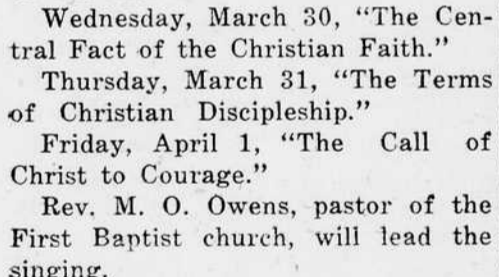 Wednesday, March 30, “The Cen-
tral Fact of the Christian Faith.”
Thursday, March 31, “The Terms
of Christian Discipleship.”
Friday, April 1, “The Call of
Christ to Courage.”
Rev. M. O. Owens, pastor of the
First Baptist church, will lead the
singing.